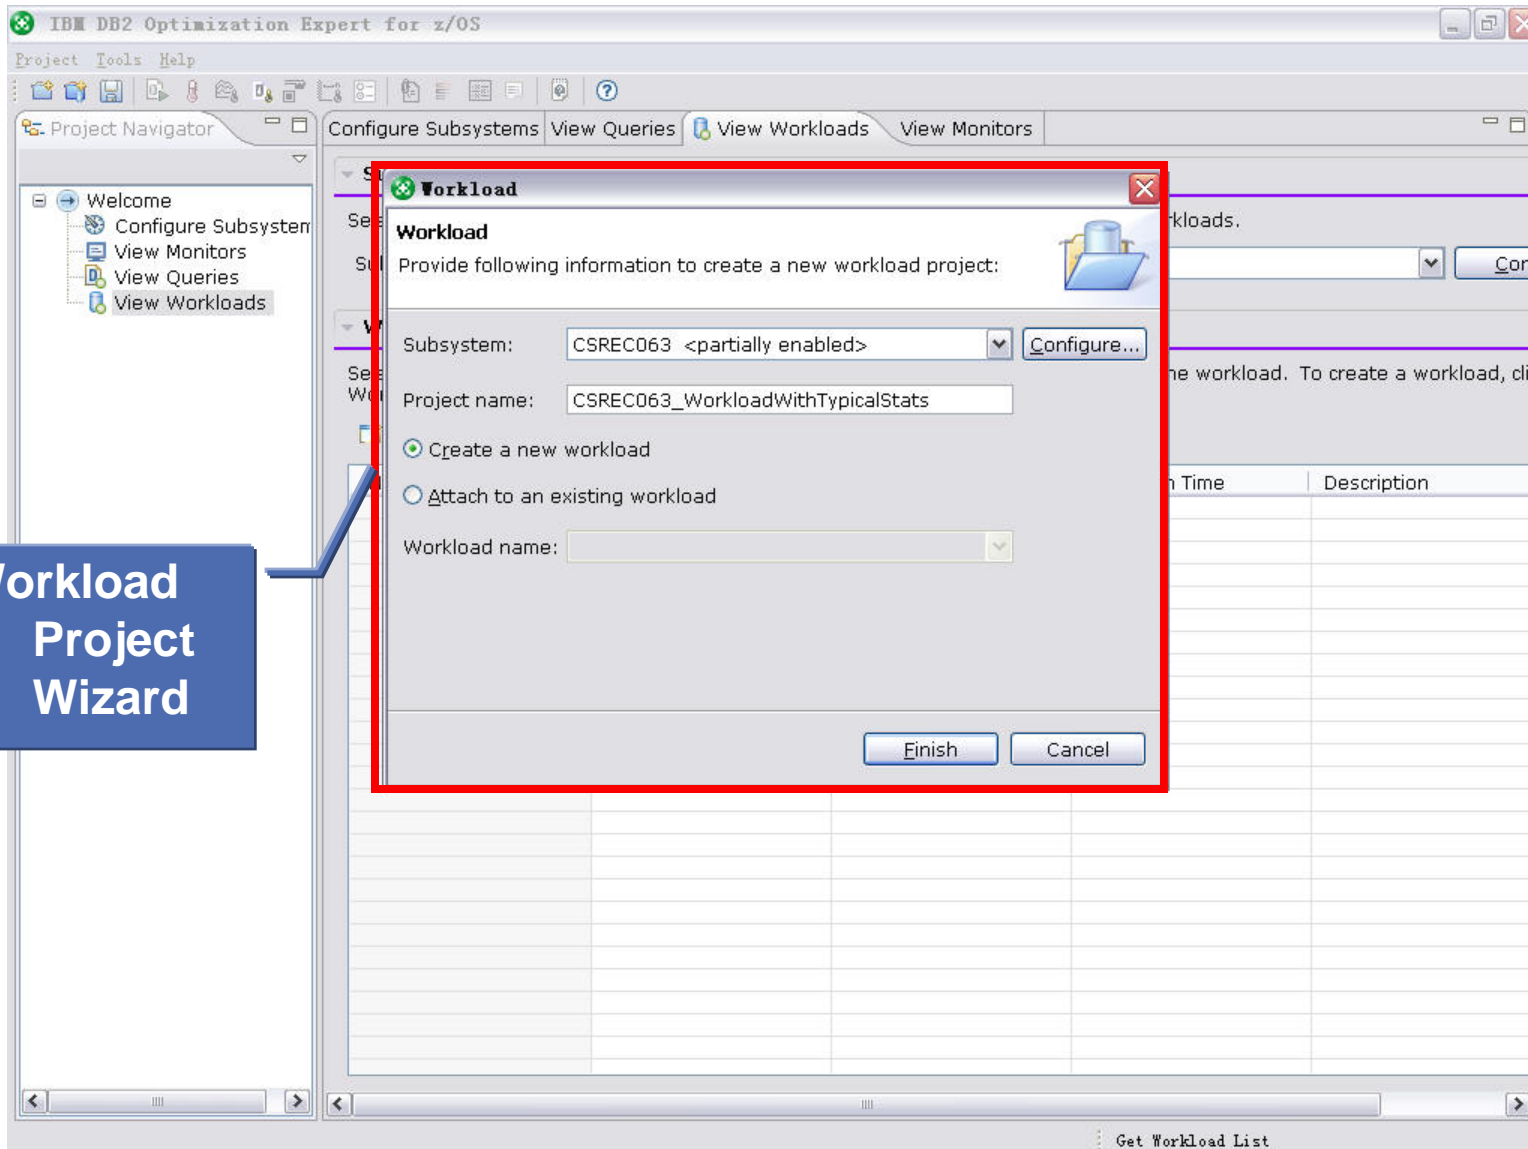 IBM DB2 Optimization Expert for z/OS
Project Tools Help
Project Navigator
Configure Subsystems View Queries View Workloads View Monitors
Welcome
Configure Subsystem
View Monitors
View Queries
View Workloads
rkloads.
Con
he workload. To create a workload, cli
n Time Description
Workload
Workload
Provide following information to create a new workload project:
Subsystem: CSREC063 <partially enabled> Configure...
Project name: CSREC063_WorkloadWithTypicalStats
Create a new workload
Attach to an existing workload
Workload name:
Finish Cancel
orkload
Project
Wizard
Get Workload List